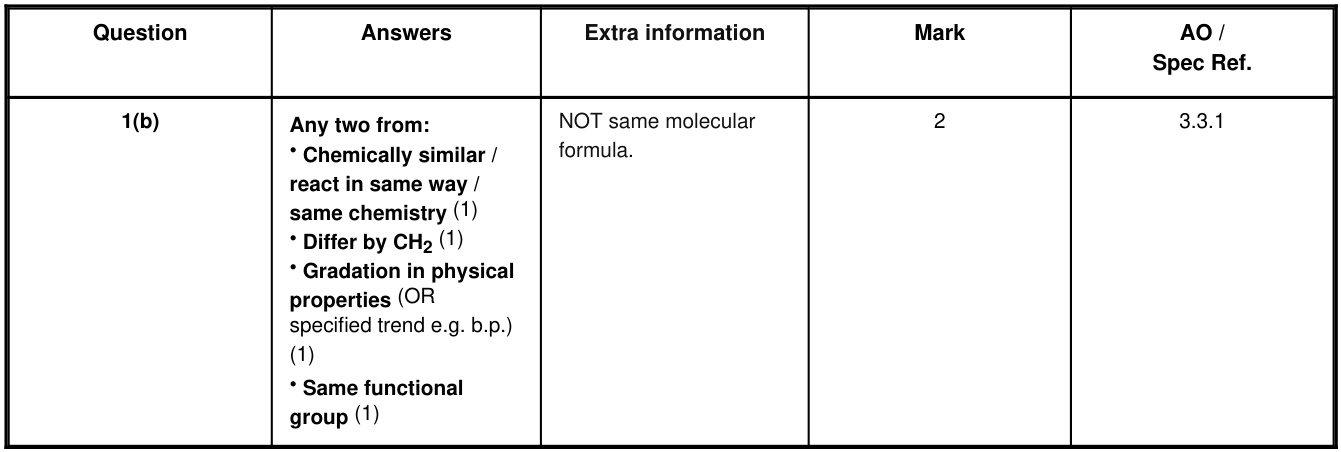 Question Answers Extra information Mark AO /
Spec Ref.
1(b)
Any two from:
• Chemically similar /
react in same way /
same chemistry (1)
• Differ by CH₂ (1)
• Gradation in physical
properties (OR
specified trend e.g. b.p.)
(1)
• Same functional
group (1)
NOT same molecular
formula.
2
3.3.1